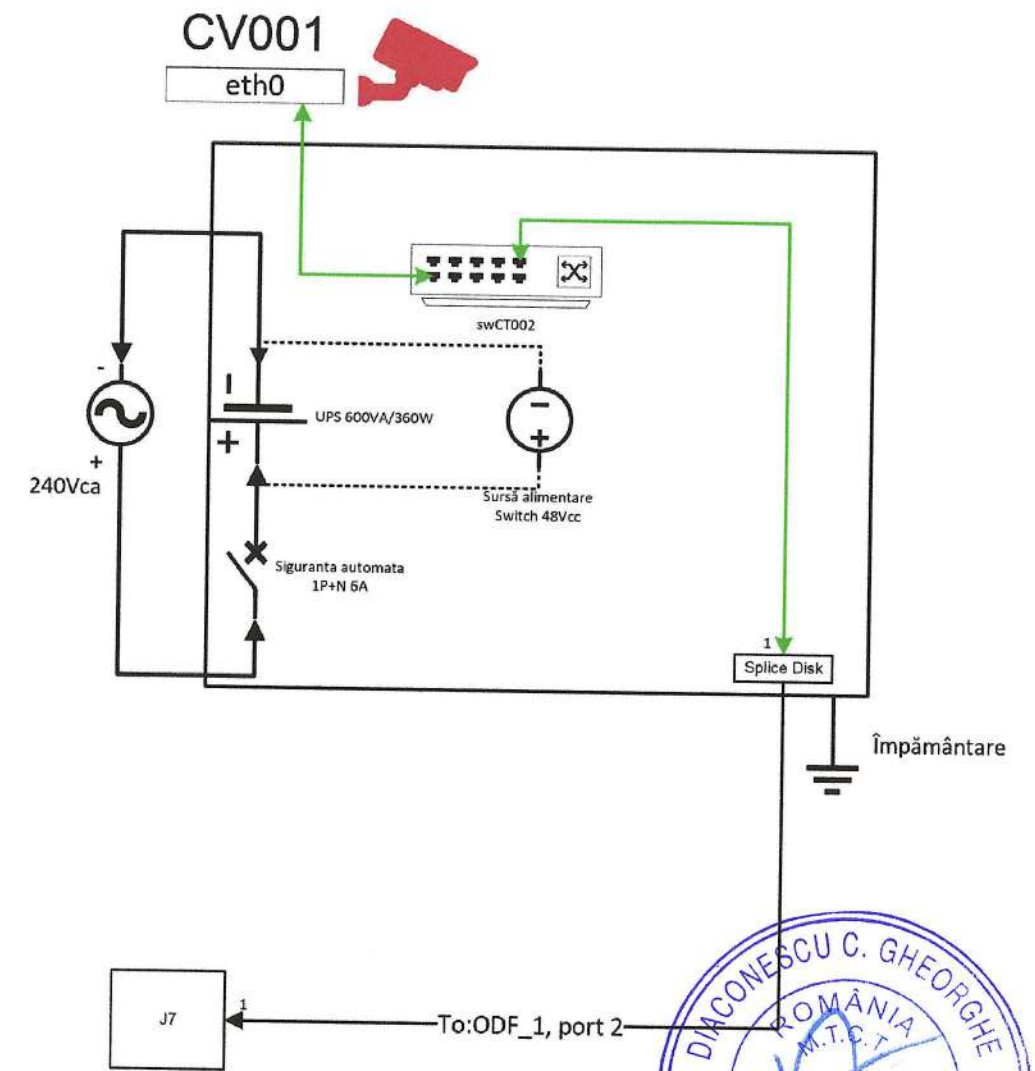 CV001
eth0
swCT002
-
+
240Vca
UPS 600VA/360W
Sursă alimentare
Switch 48Vcc
Siguranta automata
1P+N 6A
1
Splice Disk
Împământare
J7
1
To:ODF_1, port 2
DIACONESCU C. GHEORGHE
ROMÂNIA
M.T.C.T